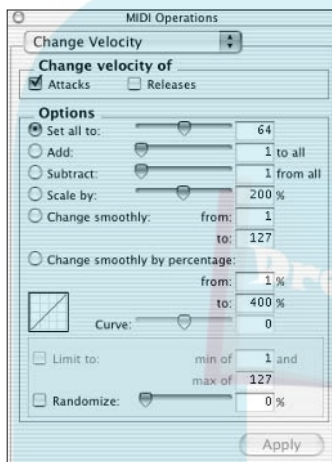 MIDI Operations
Change Velocity
Change velocity of
Attacks Releases
Options
Set all to: 64
Add: 1 to all
Subtract: 1 from all
Scale by: 200 %
Change smoothly: from: 1
to: 127
Change smoothly by percentage:
from: 1 %
to: 400 %
Curve: 0
Limit to: min of 1 and
max of 127
Randomize: 0 %
Apply